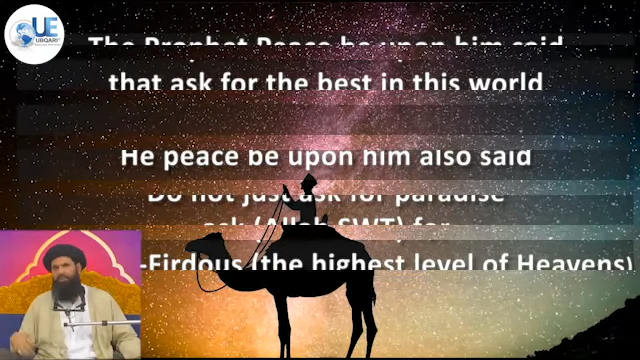 UE
UBQARI
The Prophet Peace be upon him said
that ask for the best in this world
He peace be upon him also said
Do not just ask for paradise
ask (Allah SWT) for
-Firdous (the highest level of Heavens)